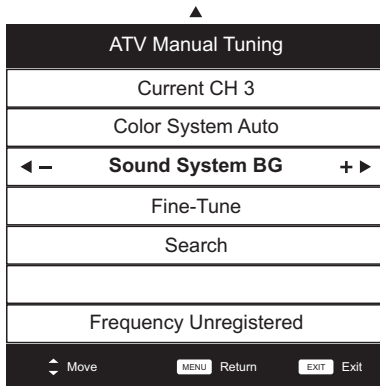 ATV Manual Tuning
Current CH 3
Color System Auto
– Sound System BG +
Fine-Tune
Search
Frequency Unregistered
Move MENU Return EXIT Exit